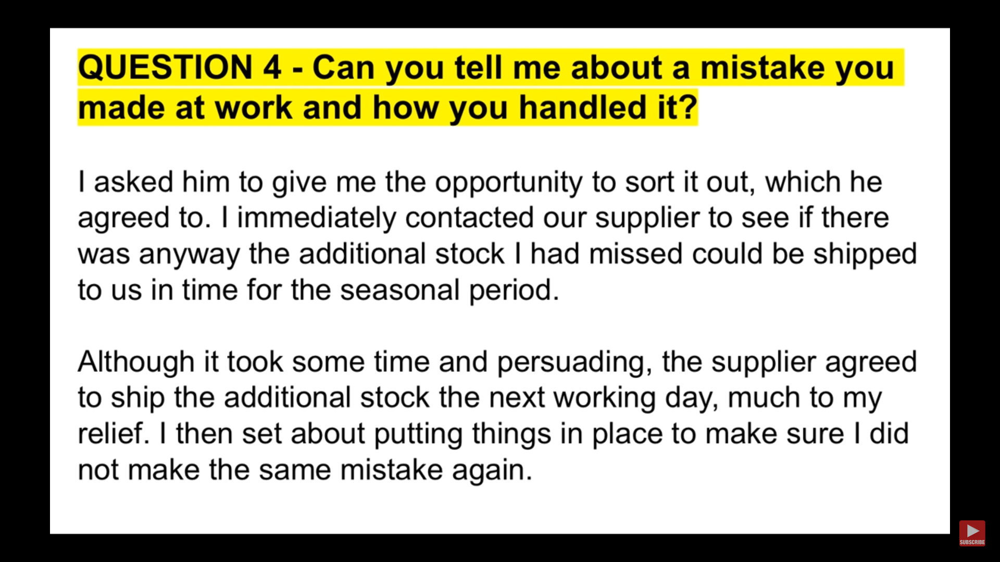 QUESTION 4 - Can you tell me about a mistake you
made at work and how you handled it?
I asked him to give me the opportunity to sort it out, which he
agreed to. I immediately contacted our supplier to see if there
was anyway the additional stock I had missed could be shipped
to us in time for the seasonal period.
Although it took some time and persuading, the supplier agreed
to ship the additional stock the next working day, much to my
relief. I then set about putting things in place to make sure I did
not make the same mistake again.
SUBSCRIBE